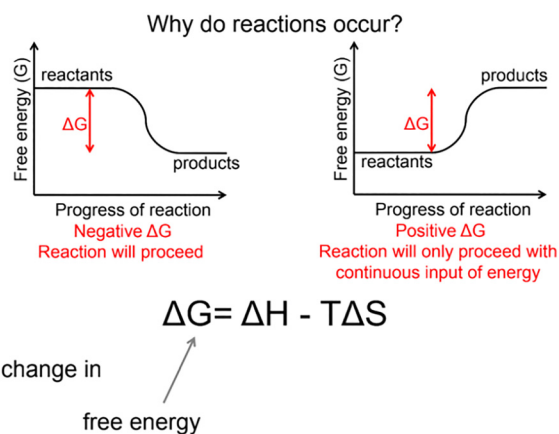 Why do reactions occur?
Free energy (G)
reactants
ΔG
products
Progress of reaction
Negative ΔG
Reaction will proceed
Free energy (G)
products
ΔG
reactants
Progress of reaction
Positive ΔG
Reaction will only proceed with
continuous input of energy
ΔG= ΔH - TΔS
change in
free energy